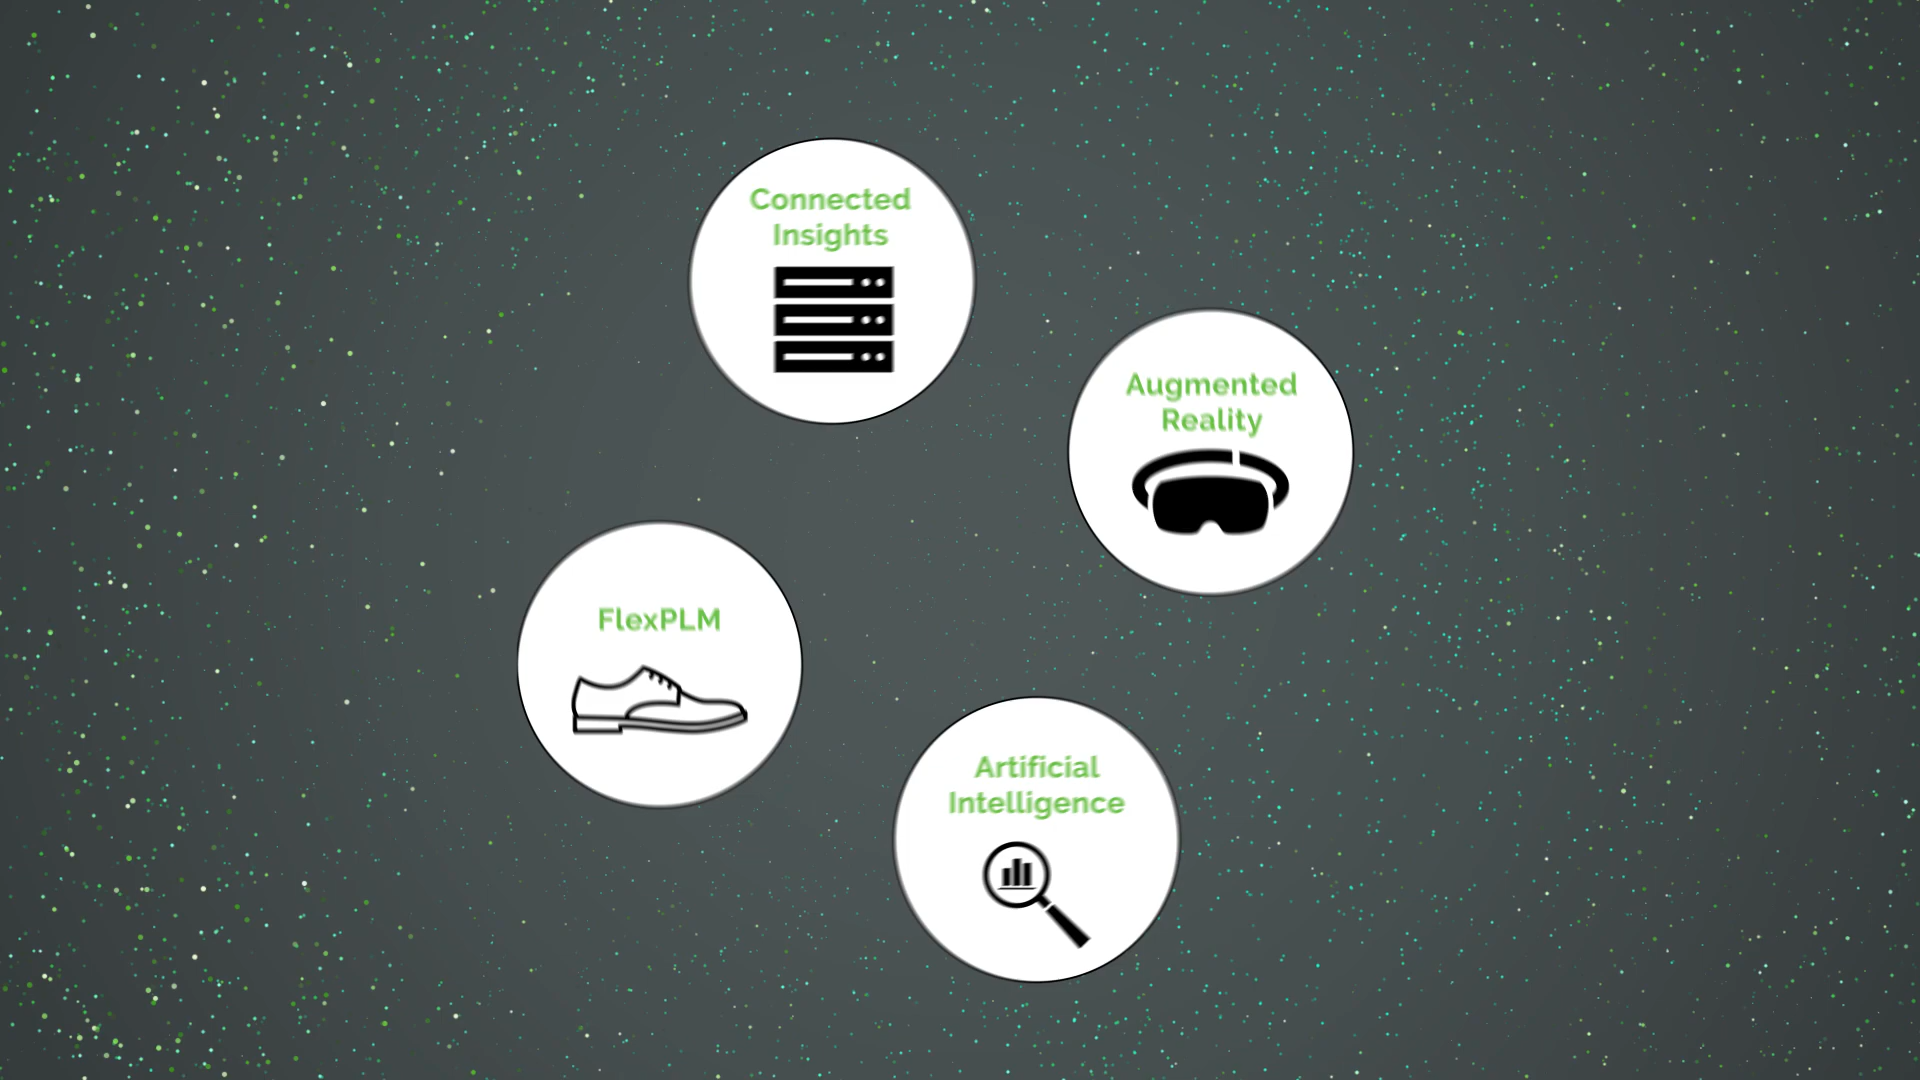 Connected
Insights
Augmented
Reality
FlexPLM
Artificial
Intelligence